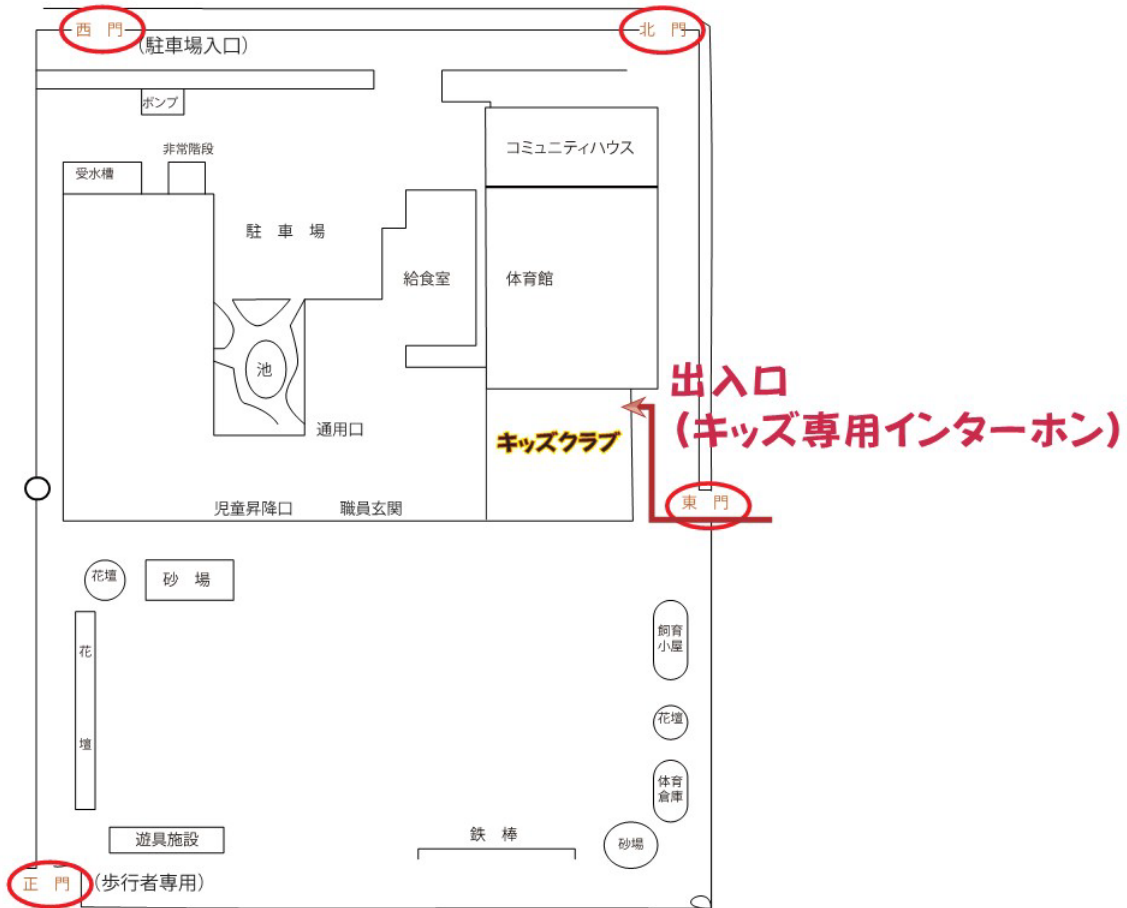 西　門
(駐車場入口)
北　門
ポンプ
コミュニティハウス
非常階段
受水槽
駐　車　場
給食室
体育館
池
出入口
(キッズ専用インターホン)
通用口
キッズクラブ
東　門
児童昇降口
職員玄関
花壇
砂　場
飼育
小屋
花
壇
花壇
体育
倉庫
遊具施設
鉄　棒
砂場
正　門
(歩行者専用)